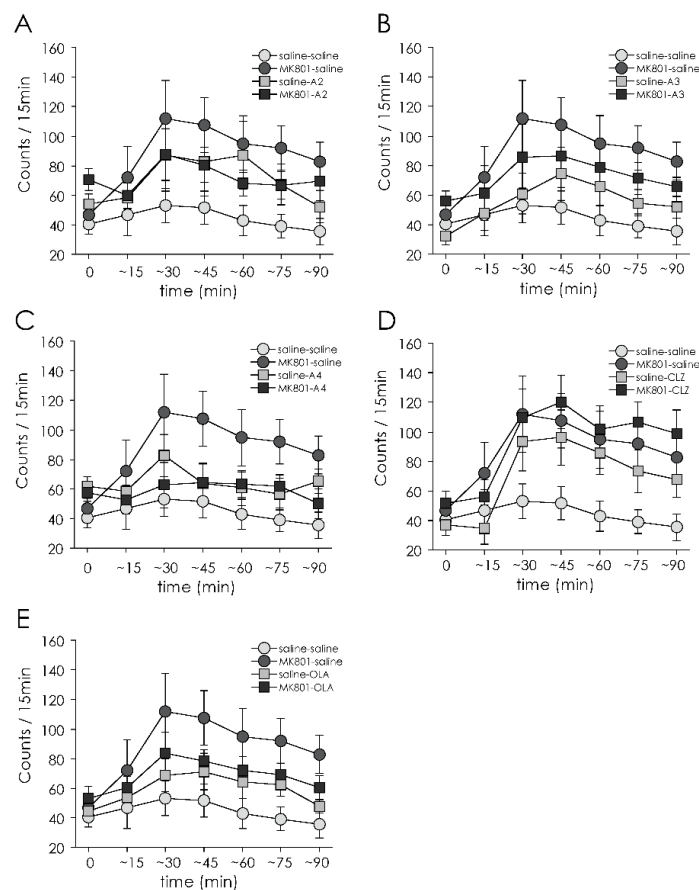 A
160
140
120
100
80
60
40
20
Counts / 15min
saline-saline
MK801-saline
saline-A2
MK801-A2
0 ~15 ~30 ~45 ~60 ~75 ~90
time (min)
B
160
140
120
100
80
60
40
20
Counts / 15min
saline-saline
MK801-saline
saline-A3
MK801-A3
0 ~15 ~30 ~45 ~60 ~75 ~90
time (min)
C
160
140
120
100
80
60
40
20
Counts / 15min
saline-saline
MK801-saline
saline-A4
MK801-A4
0 ~15 ~30 ~45 ~60 ~75 ~90
time (min)
D
160
140
120
100
80
60
40
20
Counts / 15min
saline-saline
MK801-saline
saline-CLZ
MK801-CLZ
0 ~15 ~30 ~45 ~60 ~75 ~90
time (min)
E
160
140
120
100
80
60
40
20
Counts / 15min
saline-saline
MK801-saline
saline-OLA
MK801-OLA
0 ~15 ~30 ~45 ~60 ~75 ~90
time (min)